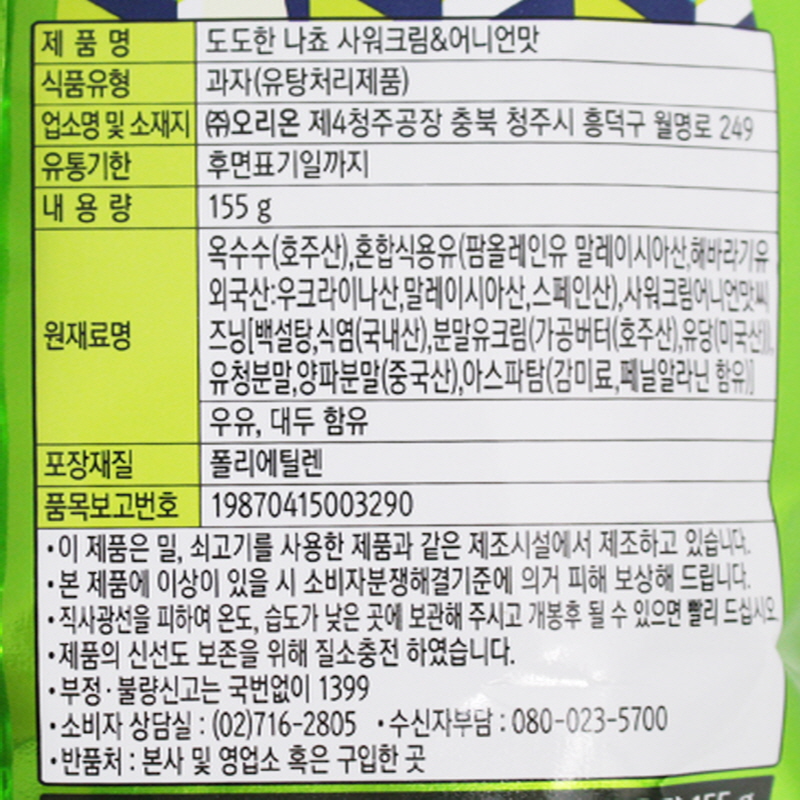 제 품 명 도도한 나쵸 사워크림&어니언맛
식품유형 과자(유탕처리제품)
업소명 및 소재지 ㈜오리온 제4청주공장 충북 청주시 흥덕구 월명로 249
유통기한 후면표기일까지
내 용 량 155 g
원재료명
옥수수(호주산),혼합식용유(팜올레인유 말레이시아산,해바라기유
외국산:우크라이나산,말레이시아산,스페인산),사워크림어니언맛씨
즈닝[백설탕,식염(국내산),분말유크림(가공버터(호주산),유당(미국산)),
유청분말,양파분말(중국산),아스파탐(감미료,페닐알라닌 함유)]
우유, 대두 함유
포장재질 폴리에틸렌
품목보고번호 19870415003290
•이 제품은 밀, 쇠고기를 사용한 제품과 같은 제조시설에서 제조하고 있습니다.
•본 제품에 이상이 있을 시 소비자분쟁해결기준에 의거 피해 보상해 드립니다.
•직사광선을 피하여 온도, 습도가 낮은 곳에 보관해 주시고 개봉후 될 수 있으면 빨리 드십시오.
•제품의 신선도 보존을 위해 질소충전 하였습니다.
•부정·불량신고는 국번없이 1399
•소비자 상담실 : (02)716-2805 •수신자부담 : 080-023-5700
•반품처 : 본사 및 영업소 혹은 구입한 곳
155 g